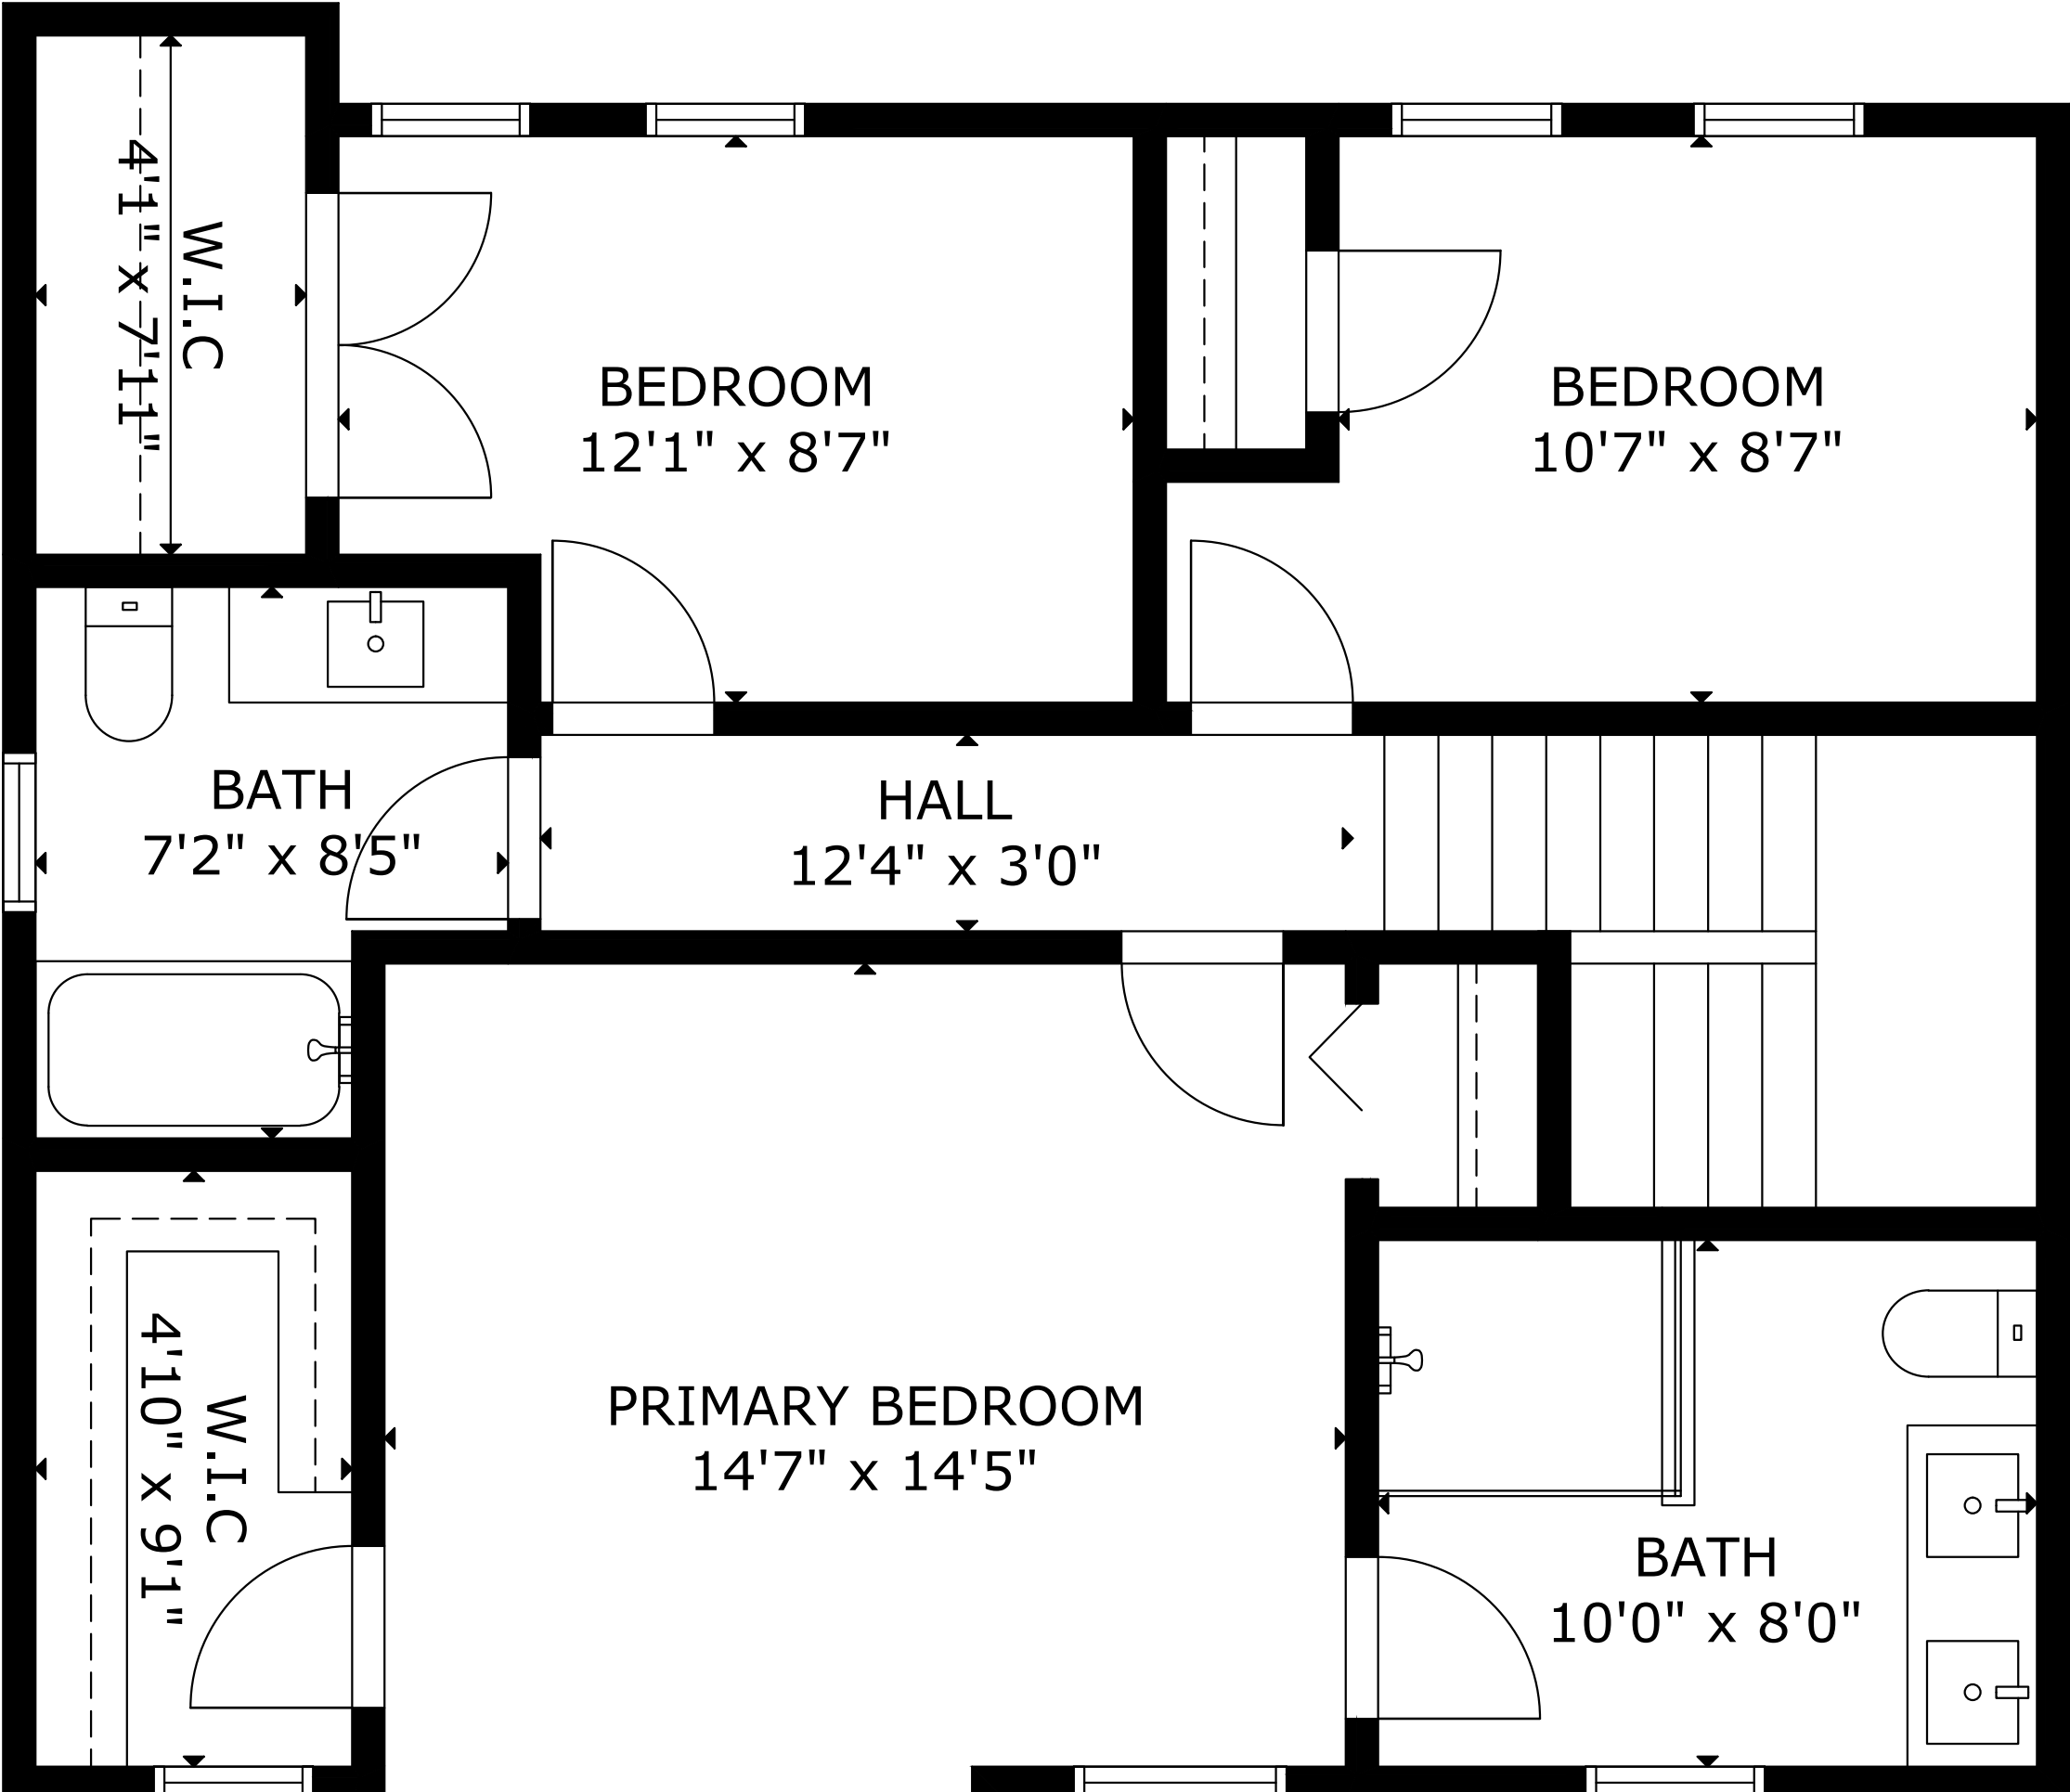 W.I.C
4'1" x 7'11"
BEDROOM
12'1" x 8'7"
BEDROOM
10'7" x 8'7"
BATH
7'2" x 8'5"
HALL
12'4" x 3'0"
W.I.C
4'10" x 9'1"
PRIMARY BEDROOM
14'7" x 14'5"
BATH
10'0" x 8'0"